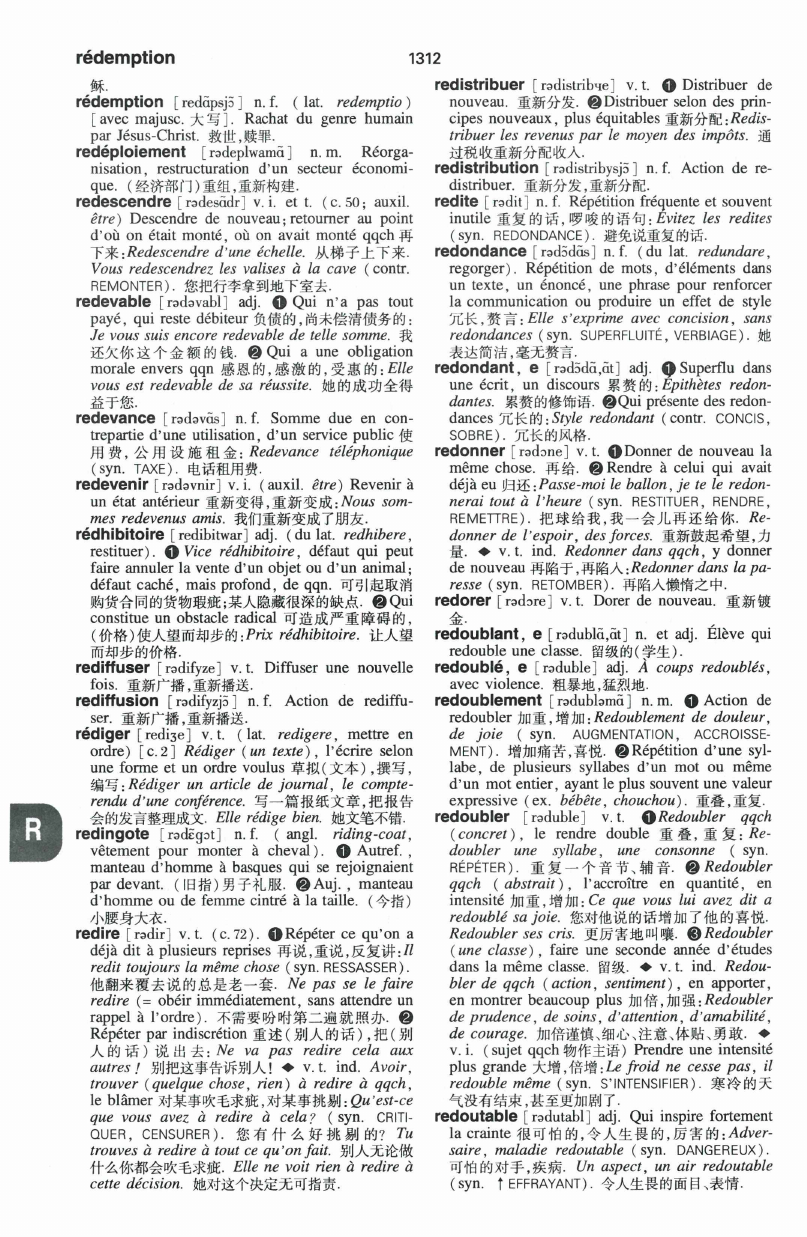 rédemption
1312
稣.
rédemption [redɑ̃psjɔ̃] n. f. ( lat. redemptio )
[avec majusc. 大写]. Rachat du genre humain
par Jésus-Christ. 救世,赎罪.
redéploiement [rədeplwamɑ̃] n. m. Réorga-
nisation, restructuration d'un secteur économi-
que. (经济部门)重组,重新构建.
redescendre [rədesɑ̃dr] v. i. et t. (c. 50; auxil.
être) Descendre de nouveau; retourner au point
d'où on était monté, où on avait monté qqch 再
下来:Redescendre d'une échelle. 从梯子上下来.
Vous redescendrez les valises à la cave (contr.
REMONTER). 您把行李拿到地下室去.
redevable [rədəvabl] adj. ❶ Qui n'a pas tout
payé, qui reste débiteur 负债的,尚未偿清债务的:
Je vous suis encore redevable de telle somme. 我
还欠你这个金额的钱. ❷ Qui a une obligation
morale envers qqn 感恩的,感激的,受惠的: Elle
vous est redevable de sa réussite. 她的成功全得
益于您.
redevance [rədəvɑ̃s] n. f. Somme due en con-
trepartie d'une utilisation, d'un service public 使
用费,公用设施租金: Redevance téléphonique
(syn. TAXE). 电话租用费.
redevenir [rədəvnir] v. i. (auxil. être) Revenir à
un état antérieur 重新变得,重新变成: Nous som-
mes redevenus amis. 我们重新变成了朋友.
rédhibitoire [redibitwar] adj. (du lat. redhibere,
restituer). ❶ Vice rédhibitoire, défaut qui peut
faire annuler la vente d'un objet ou d'un animal;
défaut caché, mais profond, de qqn. 可引起取消
购货合同的货物瑕疵;某人隐藏很深的缺点. ❷Qui
constitue un obstacle radical 可造成严重障碍的,
(价格)使人望而却步的:Prix rédhibitoire. 让人望
而却步的价格.
rediffuser [rədifyze] v. t. Diffuser une nouvelle
fois. 重新广播,重新播送.
rediffusion [rədifyzjɔ̃] n. f. Action de rediffu-
ser. 重新广播,重新播送.
rédiger [rediʒe] v. t. (lat. redigere, mettre en
ordre) [c. 2] Rédiger (un texte), l'écrire selon
une forme et un ordre voulus 草拟(文本),撰写,
编写: Rédiger un article de journal, le compte-
rendu d'une conférence. 写一篇报纸文章,把报告
会的发言整理成文. Elle rédige bien. 她文笔不错.
redingote [rədɛ̃gɔt] n. f. ( angl. riding-coat,
vêtement pour monter à cheval). ❶ Autref. ,
manteau d'homme à basques qui se rejoignaient
par devant. (旧指)男子礼服. ❷Auj. , manteau
d'homme ou de femme cintré à la taille. (今指)
小腰身大衣.
redire [rədir] v. t. (c. 72). ❶Répéter ce qu'on a
déjà dit à plusieurs reprises 再说,重说,反复讲:Il
redit toujours la même chose (syn. RESSASSER).
他翻来覆去说的总是老一套. Ne pas se le faire
redire (= obéir immédiatement, sans attendre un
rappel à l'ordre). 不需要吩咐第二遍就照办. ❷
Répéter par indiscrétion 重述(别人的话),把(别
人的话)说出去: Ne va pas redire cela aux
autres! 别把这事告诉别人! ◆ v. t. ind. Avoir,
trouver (quelque chose, rien) à redire à qqch,
le blâmer 对某事吹毛求疵,对某事挑剔:Qu'est-ce
que vous avez à redire à cela? (syn. CRITI-
QUER, CENSURER). 您有什么好挑剔的? Tu
trouves à redire à tout ce qu'on fait. 别人无论做
什么你都会吹毛求疵. Elle ne voit rien à redire à
cette décision. 她对这个决定无可指责.
R
redistribuer [rədistribɥe] v. t. ❶ Distribuer de
nouveau. 重新分发. ❷Distribuer selon des prin-
cipes nouveaux, plus équitables 重新分配:Redis-
tribuer les revenus par le moyen des impôts. 通
过税收重新分配收入.
redistribution [rədistribysjɔ̃] n. f. Action de re-
distribuer. 重新分发,重新分配.
redite [rədit] n. f. Répétition fréquente et souvent
inutile 重复的话,啰唆的语句: Évitez les redites
(syn. REDONDANCE). 避免说重复的话.
redondance [rədɔ̃dɑ̃s] n. f. (du lat. redundare,
regorger). Répétition de mots, d'éléments dans
un texte, un énoncé, une phrase pour renforcer
la communication ou produire un effet de style
冗长,赘言: Elle s'exprime avec concision, sans
redondances (syn. SUPERFLUITÉ, VERBIAGE). 她
表达简洁,毫无赘言.
redondant, e [rədɔ̃dɑ̃,ɑ̃t] adj. ❶Superflu dans
une écrit, un discours 累赘的: Épithètes redon-
dantes. 累赘的修饰语. ❷Qui présente des redon-
dances 冗长的:Style redondant (contr. CONCIS,
SOBRE). 冗长的风格.
redonner [rədɔne] v. t. ❶Donner de nouveau la
même chose. 再给. ❷ Rendre à celui qui avait
déjà eu 归还:Passe-moi le ballon, je te le redon-
nerai tout à l'heure (syn. RESTITUER, RENDRE,
REMETTRE). 把球给我,我一会儿再还给你. Re-
donner de l'espoir, des forces. 重新鼓起希望,力
量. ◆ v. t. ind. Redonner dans qqch, y donner
de nouveau 再陷于,再陷入:Redonner dans la pa-
resse (syn. RETOMBER). 再陷入懒惰之中.
redorer [rədɔre] v. t. Dorer de nouveau. 重新镀
金.
redoublant, e [rədublɑ̃,ɑ̃t] n. et adj. Élève qui
redouble une classe. 留级的(学生).
redoublé, e [rəduble] adj. À coups redoublés,
avec violence. 粗暴地,猛烈地.
redoublement [rədubləmɑ̃] n. m. ❶ Action de
redoubler 加重,增加: Redoublement de douleur,
de joie ( syn. AUGMENTATION, ACCROISSE-
MENT). 增加痛苦,喜悦. ❷Répétition d'une syl-
labe, de plusieurs syllabes d'un mot ou même
d'un mot entier, ayant le plus souvent une valeur
expressive (ex. bébête, chouchou). 重叠,重复.
redoubler [rəduble] v. t. ❶Redoubler qqch
(concret), le rendre double 重叠,重复: Re-
doubler une syllabe, une consonne ( syn.
RÉPÉTER). 重复一个音节、辅音. ❷ Redoubler
qqch ( abstrait), l'accroître en quantité, en
intensité 加重,增加: Ce que vous lui avez dit a
redoublé sa joie. 您对他说的话增加了他的喜悦.
Redoubler ses cris. 更厉害地叫嚷. ❸Redoubler
(une classe), faire une seconde année d'études
dans la même classe. 留级. ◆ v. t. ind. Redou-
bler de qqch (action, sentiment), en apporter,
en montrer beaucoup plus 加倍,加强:Redoubler
de prudence, de soins, d'attention, d'amabilité,
de courage. 加倍谨慎、细心、注意、体贴、勇敢. ◆
v. i. (sujet qqch 物作主语) Prendre une intensité
plus grande 大增,倍增: Le froid ne cesse pas, il
redouble même (syn. S'INTENSIFIER). 寒冷的天
气没有结束,甚至更加剧了.
redoutable [rədutabl] adj. Qui inspire fortement
la crainte 很可怕的,令人生畏的,厉害的: Adver-
saire, maladie redoutable (syn. DANGEREUX).
可怕的对手,疾病. Un aspect, un air redoutable
(syn. ↑EFFRAYANT). 令人生畏的面目、表情.